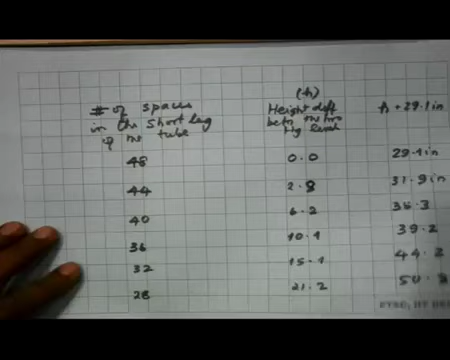 # of spaces
in the short leg
of the tube
(h)
Height diff
betn the two
Hg levels
h + 29.1 in
48 0.0 29.1 in
44 2.8 31.9 in
40 6.2 35.3
36 10.1 39.2
32 15.1 44.2
28 21.2